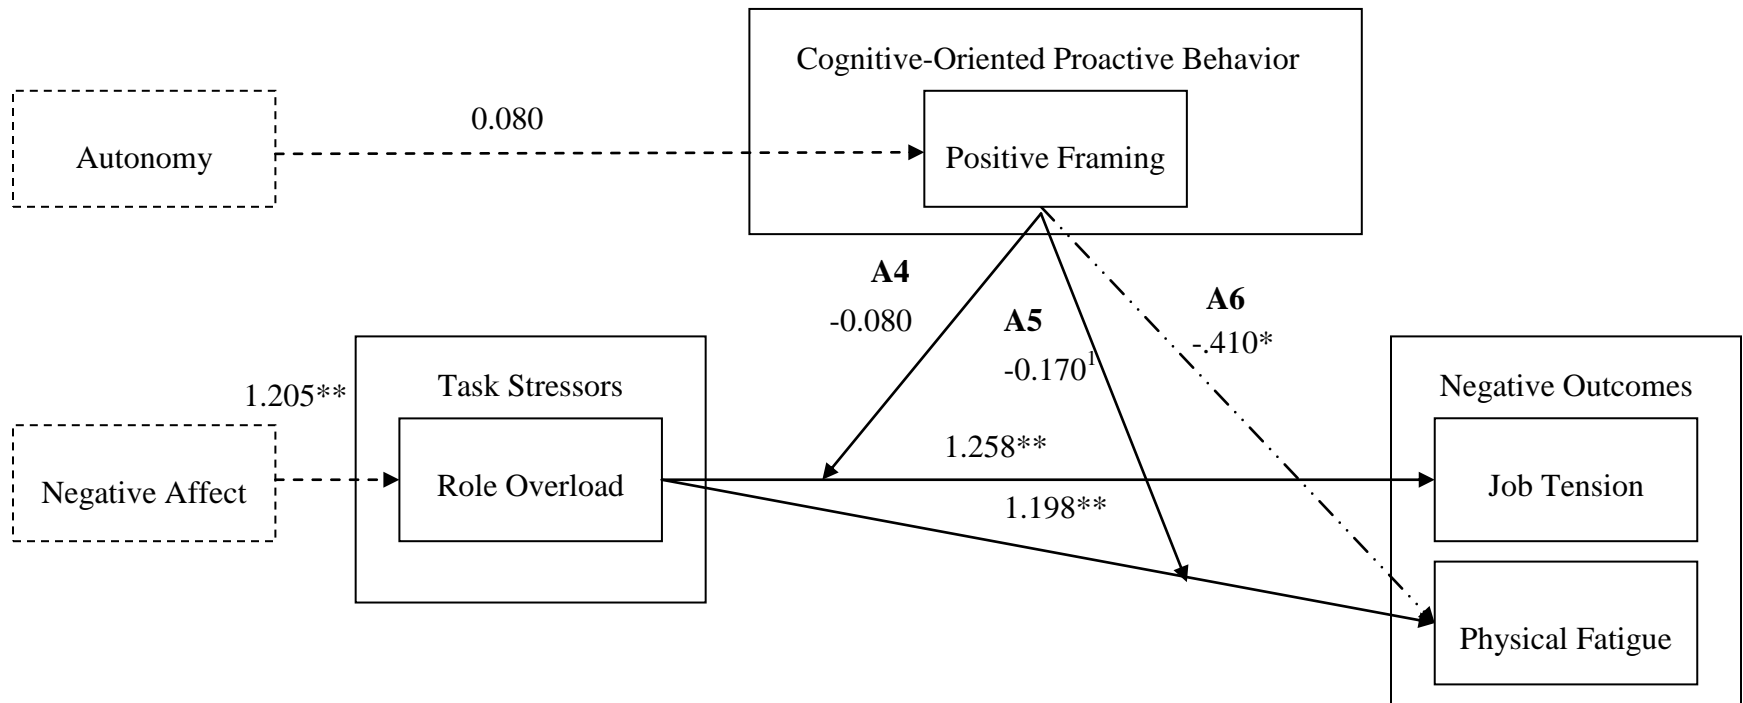 Cognitive-Oriented Proactive Behavior
0.080
Autonomy
Positive Framing
A4
-0.080
A5
-0.170¹
A6
-.410*
1.205**
Task Stressors
Negative Outcomes
1.258**
Negative Affect
Role Overload
Job Tension
1.198**
Physical Fatigue